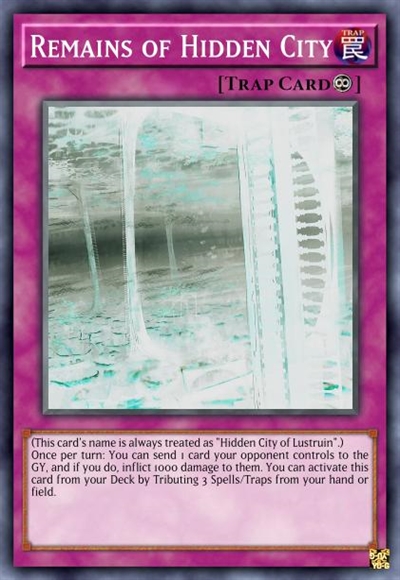 REMAINS OF HIDDEN CITY
TRAP
罠
[TRAP CARD]
(This card's name is always treated as "Hidden City of Lustruin".)
Once per turn: You can send 1 card your opponent controls to the
GY, and if you do, inflict 1000 damage to them. You can activate
this card from your Deck by Tributing 3 Spells/Traps from your hand or
field.